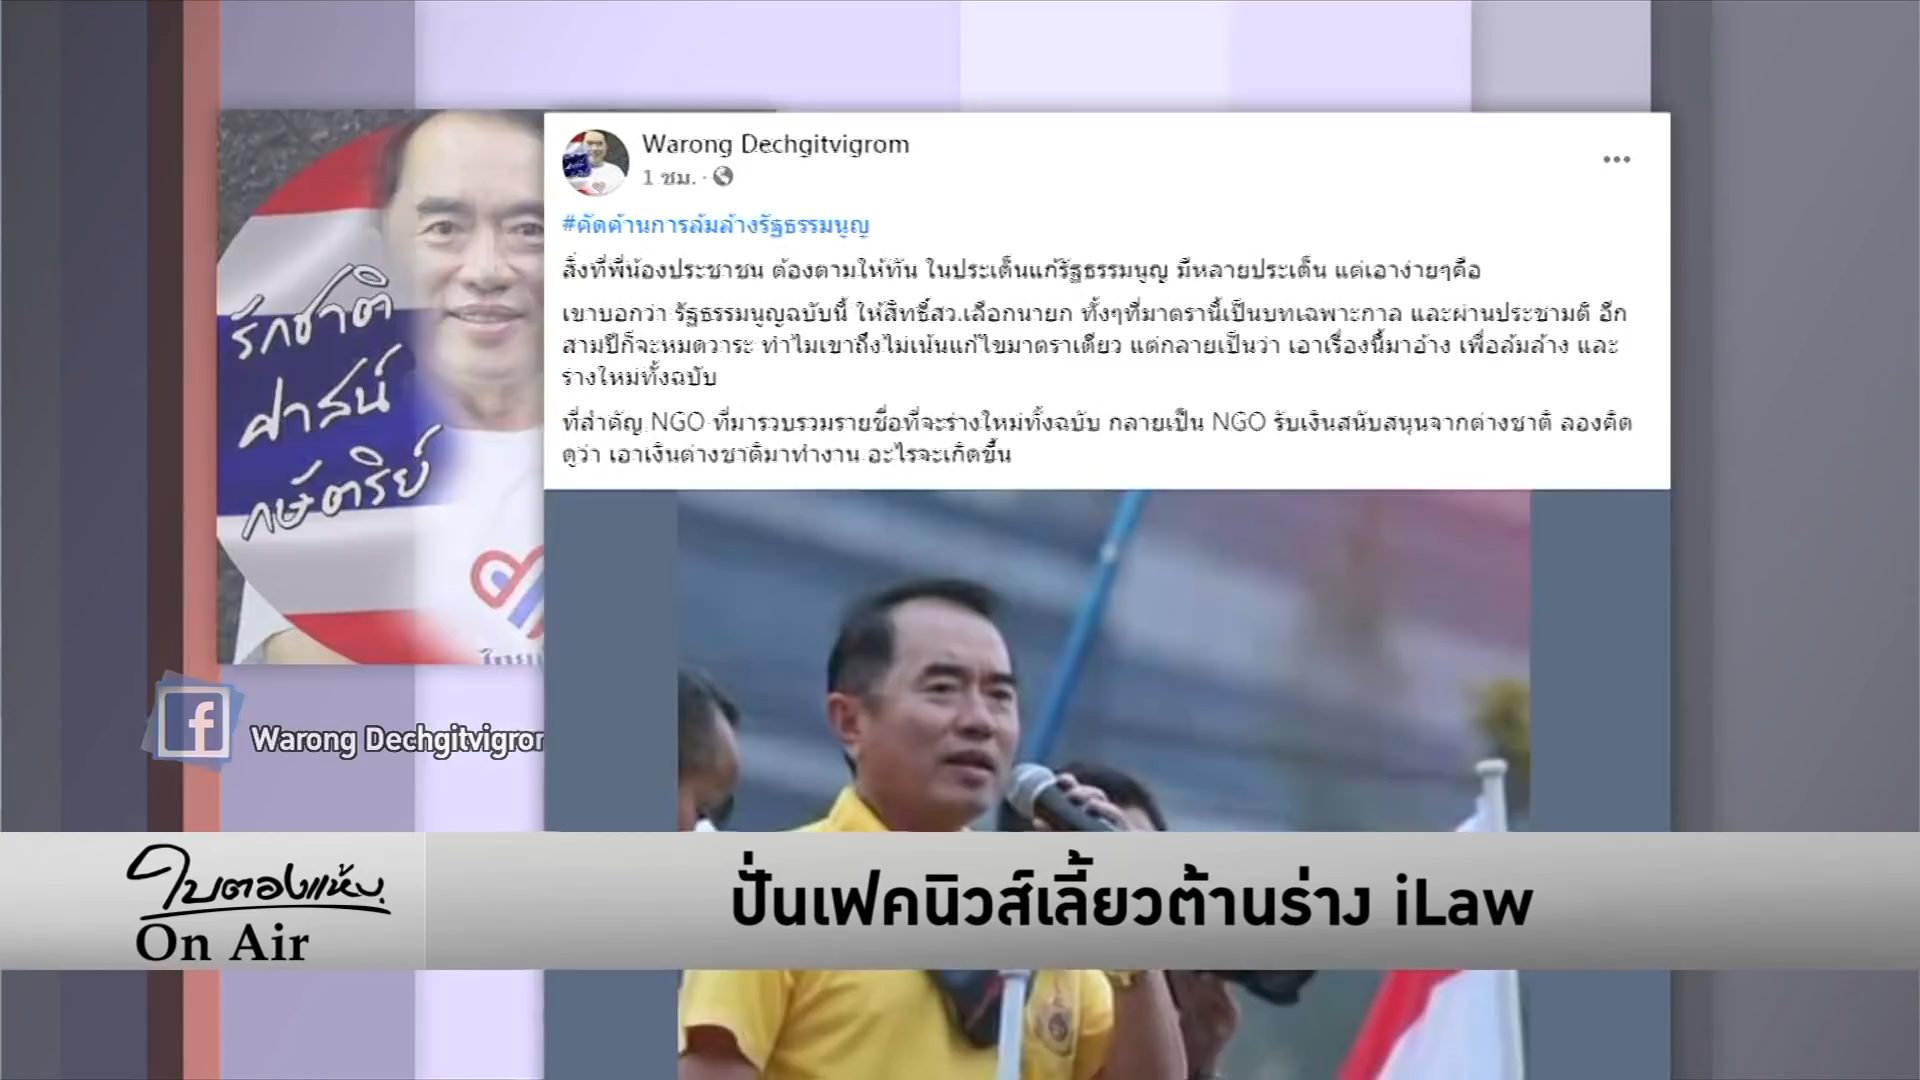 Warong Dechgitvigrom
1 ชม. ·
#คัดค้านการล้มล้างรัฐธรรมนูญ
สิ่งที่พี่น้องประชาชน ต้องตามให้ทัน ในประเด็นแก้รัฐธรรมนูญ มีหลายประเด็น แต่เอาง่ายๆคือ
เขาบอกว่า รัฐธรรมนูญฉบับนี้ ให้สิทธิ์สว.เลือกนายก ทั้งๆที่มาตรานี้เป็นบทเฉพาะกาล และผ่านประชามติ อีก
สามปีก็จะหมดวาระ ทำไมเขาถึงไม่เน้นแก้ไขมาตราเดียว แต่กลายเป็นว่า เอาเรื่องนี้มาอ้าง เพื่อล้มล้าง และ
ร่างใหม่ทั้งฉบับ
ที่สำคัญ NGO ที่มารวบรวมรายชื่อที่จะร่างใหม่ทั้งฉบับ กลายเป็น NGO รับเงินสนับสนุนจากต่างชาติ ลองคิด
ดูว่า เอาเงินต่างชาติมาทำงาน อะไรจะเกิดขึ้น
รักชาติ
ศาสน์
กษัตริย์
f
Warong Dechgitvigrom
ใบตองแห้ง
On Air
ปั่นเฟคนิวส์เลี้ยวต้านร่าง iLaw